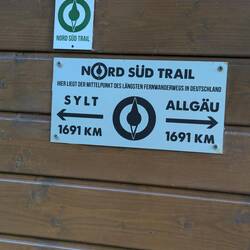 NORD SÜD TRAIL
NORD SÜD TRAIL
HIER LIEGT DER MITTELPUNKT DES LÄNGSTEN FERNWANDERWEGS IN DEUTSCHLAND
SYLT ALLGÄU
1691 KM 1691 KM